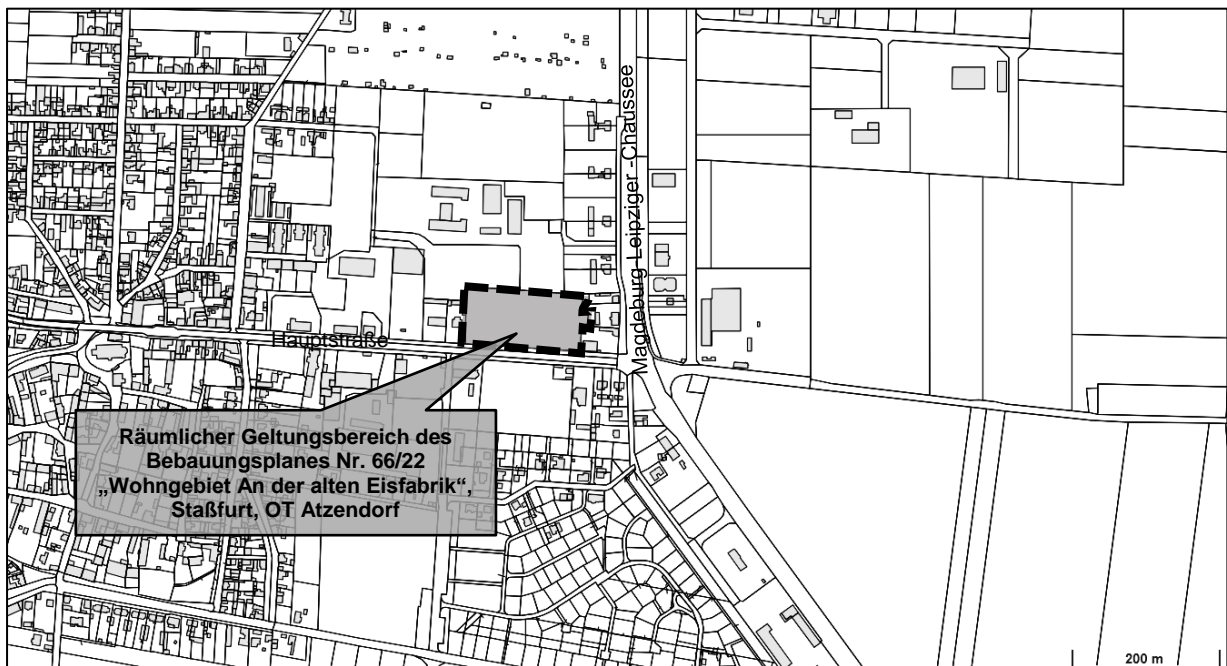 Magdeburg-Leipziger -Chaussee
Hauptstraße
Räumlicher Geltungsbereich des
Bebauungsplanes Nr. 66/22
„Wohngebiet An der alten Eisfabrik“,
Staßfurt, OT Atzendorf
200 m